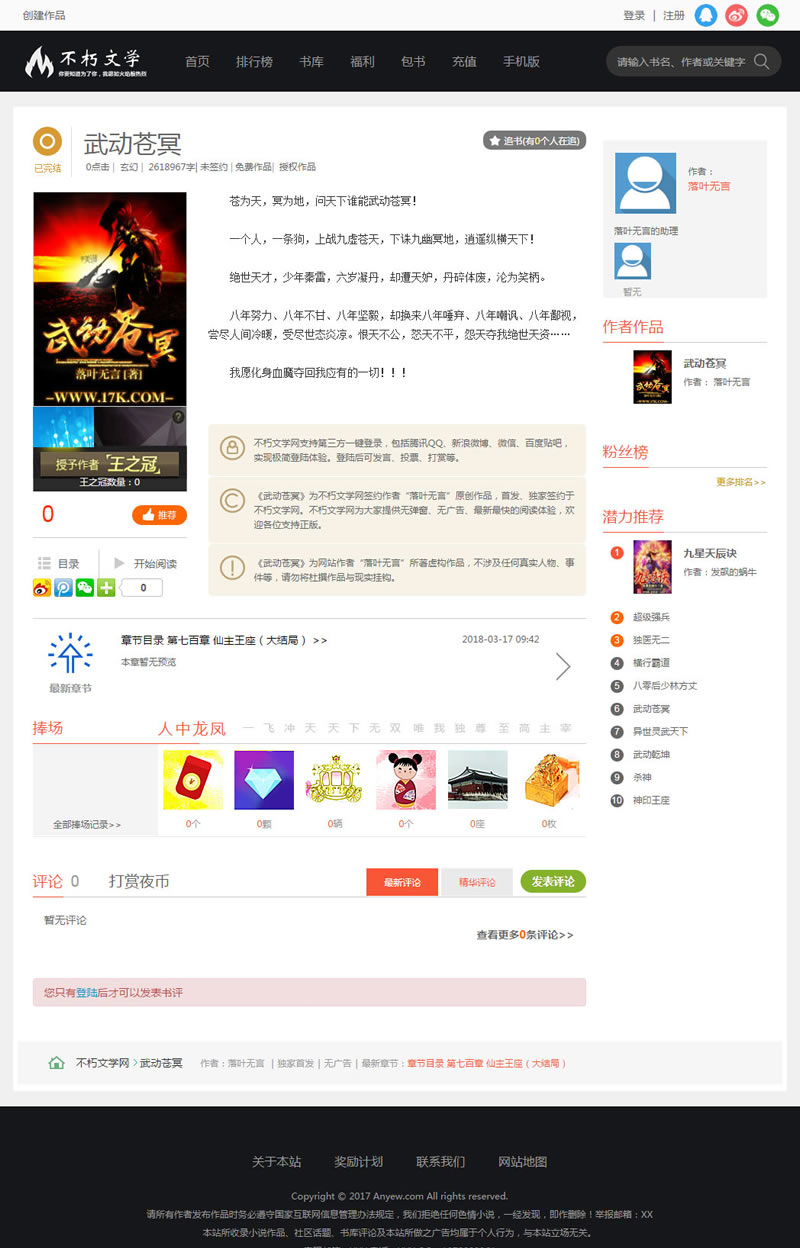 创建作品
登录 | 注册
不朽文学
首页 排行榜 书库 福利 包书 充值 手机版
请输入书名、作者或关键字
已完结
武动苍冥
追书(有0个人在追)
0点击 | 玄幻 | 2618967字| 未签约 | 免费作品 | 授权作品
武动苍冥
落叶无言[著]
-WWW.17K.COM-
授予作者 王之冠
王之冠数量：0
0 推荐
目录 开始阅读
0
苍为天，冥为地，问天下谁能武动苍冥！
一个人，一条狗，上战九虚苍天，下诛九幽冥地，逍遥纵横天下！
绝世天才，少年秦雷，六岁凝丹，却遭天妒，丹碎体废，沦为笑柄。
八年努力、八年不甘、八年坚毅，却换来八年唾弃、八年嘲讽、八年鄙视，
尝尽人间冷暖，受尽世态炎凉。恨天不公，怒天不平，怨天夺我绝世天资……
我愿化身血魔夺回我应有的一切！！！
不朽文学网支持第三方一键登录，包括腾讯QQ、新浪微博、微信、百度贴吧，
实现极简登陆体验。登陆后可发言、投票、打赏等。
《武动苍冥》为不朽文学网签约作者“落叶无言”原创作品，首发、独家签约于
不朽文学网。不朽文学网为大家提供无弹窗、无广告、最新最快的阅读体验，欢
迎各位支持正版。
《武动苍冥》为网站作者“落叶无言”所著虚构作品，不涉及任何真实人物、事
件等，请勿将杜撰作品与现实挂钩。
最新章节
章节目录 第七百章 仙主王座（大结局） >>
2018-03-17 09:42
本章暂无预览
捧场
人中龙凤 一飞冲天 天下无双 唯我独尊 至高主宰
全部捧场记录>>
0个 0颗 0辆 0个 0座 0枚
评论 0 打赏夜币
最新评论 精华评论 发表评论
暂无评论
查看更多0条评论>>
您只有登陆后才可以发表书评
作者：
落叶无言
落叶无言的助理
暂无
作者作品
武动苍冥
作者： 落叶无言
粉丝榜
更多排名>>
潜力推荐
1 九星天辰诀
作者：发飙的蜗牛
2 超级强兵
3 独医无二
4 横行霸道
5 八零后少林方丈
6 武动苍冥
7 异世灵武天下
8 武动乾坤
9 杀神
10 神印王座
不朽文学网 > 武动苍冥 作者：落叶无言 | 独家首发 | 无广告 | 最新章节：章节目录 第七百章 仙主王座（大结局）
关于本站 奖励计划 联系我们 网站地图
Copyright © 2017 Anyew.com All rights reserved.
请所有作者发布作品时务必遵守国家互联网信息管理办法规定，我们拒绝任何色情小说，一经发现，即作删除！举报邮箱：XX
本站所收录小说作品、社区话题、书库评论及本站所做之广告均属于个人行为，与本站立场无关。